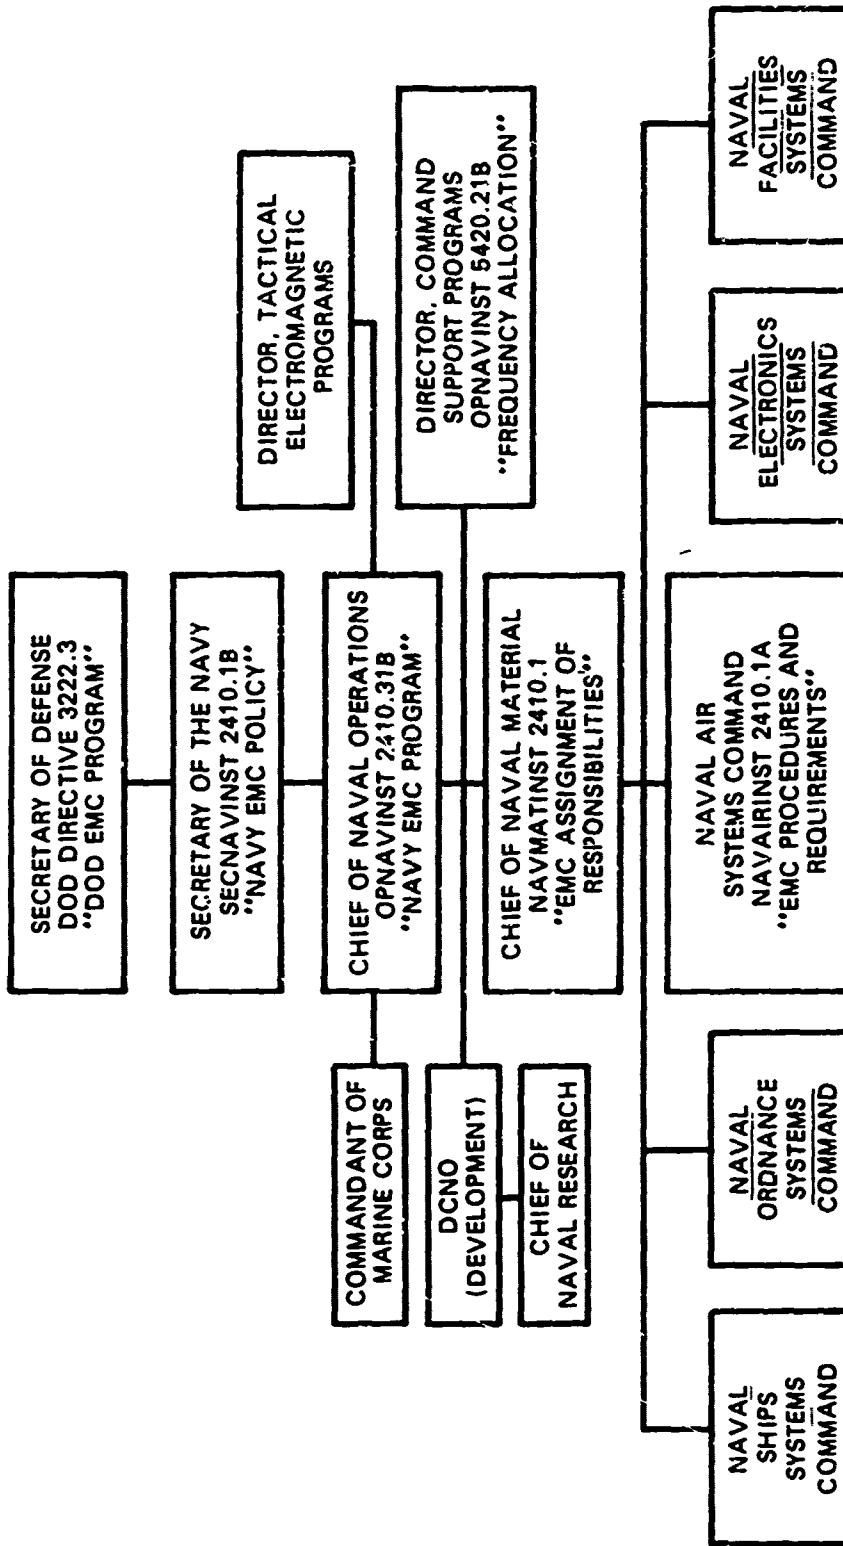 SECRETARY OF DEFENSE
DOD DIRECTIVE 3222.3
"DOD EMC PROGRAM"
SECRETARY OF THE NAVY
SECNAVINST 2410.1B
"NAVY EMC POLICY"
DIRECTOR, TACTICAL
ELECTROMAGNETIC
PROGRAMS
CHIEF OF NAVAL OPERATIONS
OPNAVINST 2410.31B
"NAVY EMC PROGRAM"
COMMANDANT OF
MARINE CORPS
DIRECTOR, COMMAND
SUPPORT PROGRAMS
OPNAVINST 5420.21B
"FREQUENCY ALLOCATION"
DCNO
(DEVELOPMENT)
CHIEF OF
NAVAL RESEARCH
CHIEF OF NAVAL MATERIAL
NAVMATINST 2410.1
"EMC ASSIGNMENT OF
RESPONSIBILITIES"
NAVAL
SHIPS
SYSTEMS
COMMAND
NAVAL
ORDNANCE
SYSTEMS
COMMAND
NAVAL AIR
SYSTEMS COMMAND
NAVAIRINST 2410.1A
"EMC PROCEDURES AND
REQUIREMENTS"
NAVAL
ELECTRONICS
SYSTEMS
COMMAND
NAVAL
FACILITIES
SYSTEMS
COMMAND